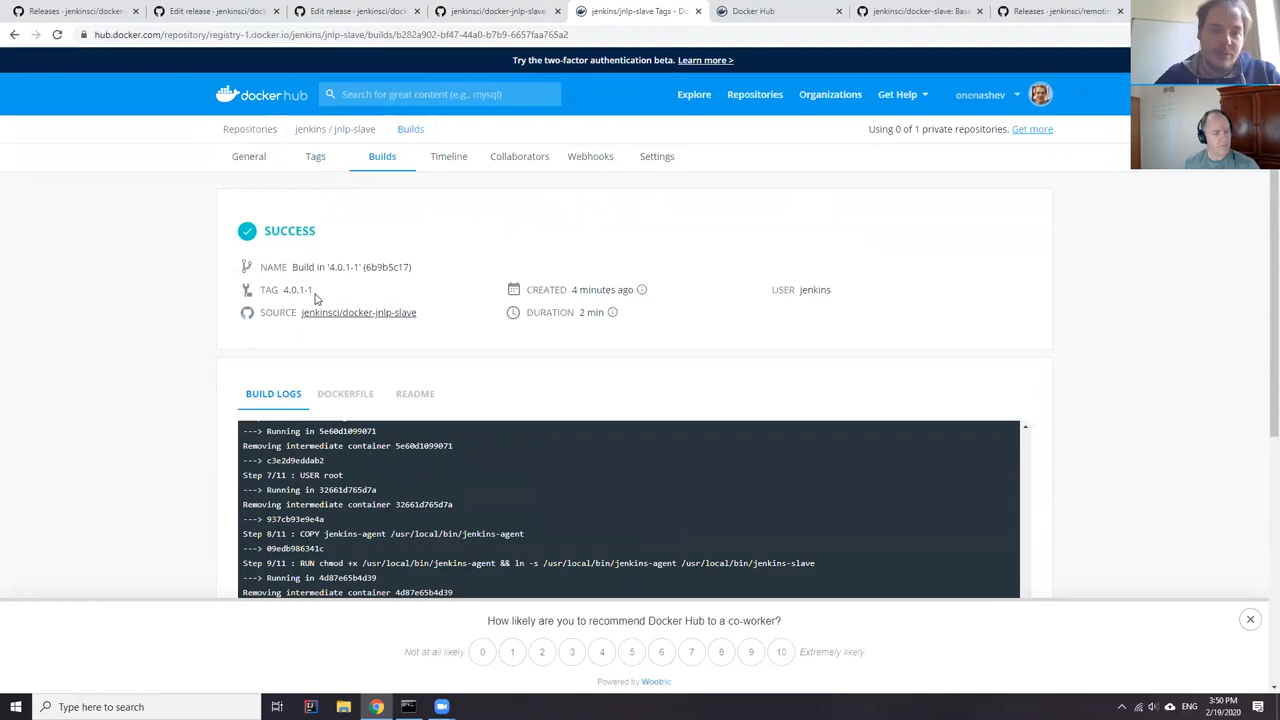 Releases · jenkinsci/docker-
Edit release · jenkinsci/docke
Edit release · jenkinsci/docke
jenkinsci/docker-jnlp-slave:
jenkins/jnlp-slave Tags - Do
Docker Hub
jenkinsci/docker-slave: Base
Releases · jenkinsci/remotin
hub.docker.com/repository/registry-1.docker.io/jenkins/jnlp-slave/builds/b282a902-bf47-44a0-b7b9-6657faa765a2
Try the two-factor authentication beta. Learn more >
docker hub
Search for great content (e.g., mysql)
Explore
Repositories
Organizations
Get Help
onenashev
Repositories
jenkins / jnlp-slave
Builds
Using 0 of 1 private repositories. Get more
General
Tags
Builds
Timeline
Collaborators
Webhooks
Settings
SUCCESS
NAME Build in '4.0.1-1' (6b9b5c17)
TAG 4.0.1-1
CREATED 4 minutes ago
USER jenkins
SOURCE jenkinsci/docker-jnlp-slave
DURATION 2 min
BUILD LOGS
DOCKERFILE
README
---> Running in 5e60d1099071
Removing intermediate container 5e60d1099071
---> c3e2d9eddab2
Step 7/11 : USER root
---> Running in 32661d765d7a
Removing intermediate container 32661d765d7a
---> 937cb93e9e4a
Step 8/11 : COPY jenkins-agent /usr/local/bin/jenkins-agent
---> 09edb986341c
Step 9/11 : RUN chmod +x /usr/local/bin/jenkins-agent && ln -s /usr/local/bin/jenkins-agent /usr/local/bin/jenkins-slave
---> Running in 4d87e65b4d39
Removing intermediate container 4d87e65b4d39
How likely are you to recommend Docker Hub to a co-worker?
Not at all likely 0 1 2 3 4 5 6 7 8 9 10 Extremely likely
Powered by Wootric
Type here to search
ENG
3:50 PM
2/19/2020